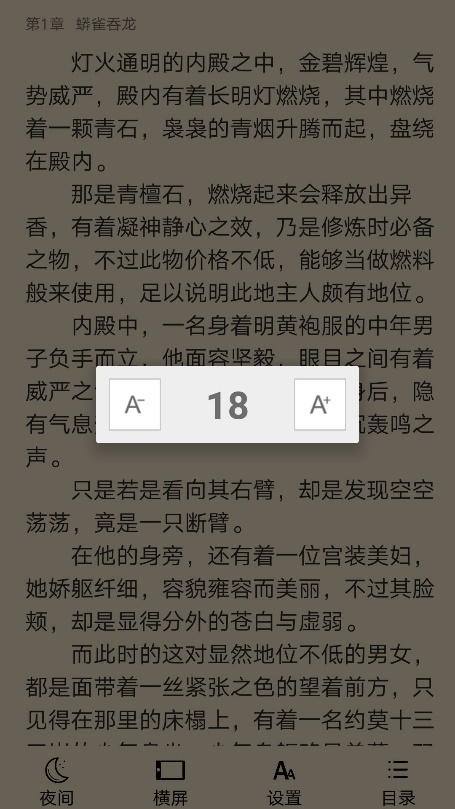 第1章 蟒雀吞龙
灯火通明的内殿之中，金碧辉煌，气
势威严，殿内有着长明灯燃烧，其中燃烧
着一颗青石，袅袅的青烟升腾而起，盘绕
在殿内。
那是青檀石，燃烧起来会释放出异
香，有着凝神静心之效，乃是修炼时必备
之物，不过此物价格不低，能够当做燃料
般来使用，足以说明此地主人颇有地位。
内殿中，一名身着明黄袍服的中年男
子负手而立，他面容坚毅，眼目之间有着
威严之 身后，隐
有气息 轰鸣之
声。
A- 18 A+
只是若是看向其右臂，却是发现空空
荡荡，竟是一只断臂。
在他的身旁，还有着一位宫装美妇，
她娇躯纤细，容貌雍容而美丽，不过其脸
颊，却是显得分外的苍白与虚弱。
而此时的这对显然地位不低的男女，
都是面带着一丝紧张之色的望着前方，只
见得在那里的床榻上，有着一名约莫十三
夜间 横屏 设置 目录